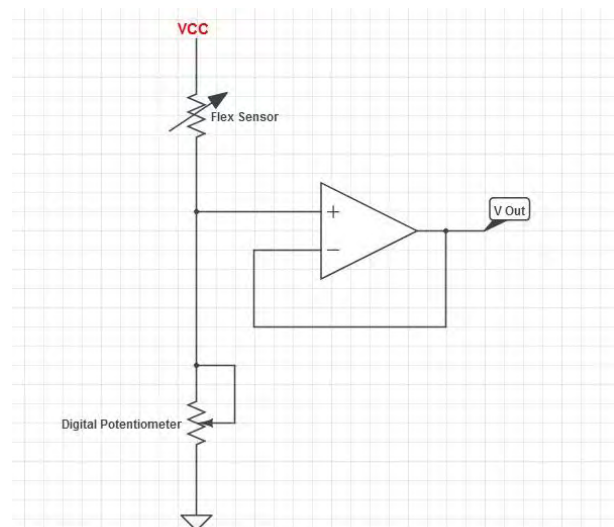 VCC
Flex Sensor
+
−
V Out
Digital Potentiometer